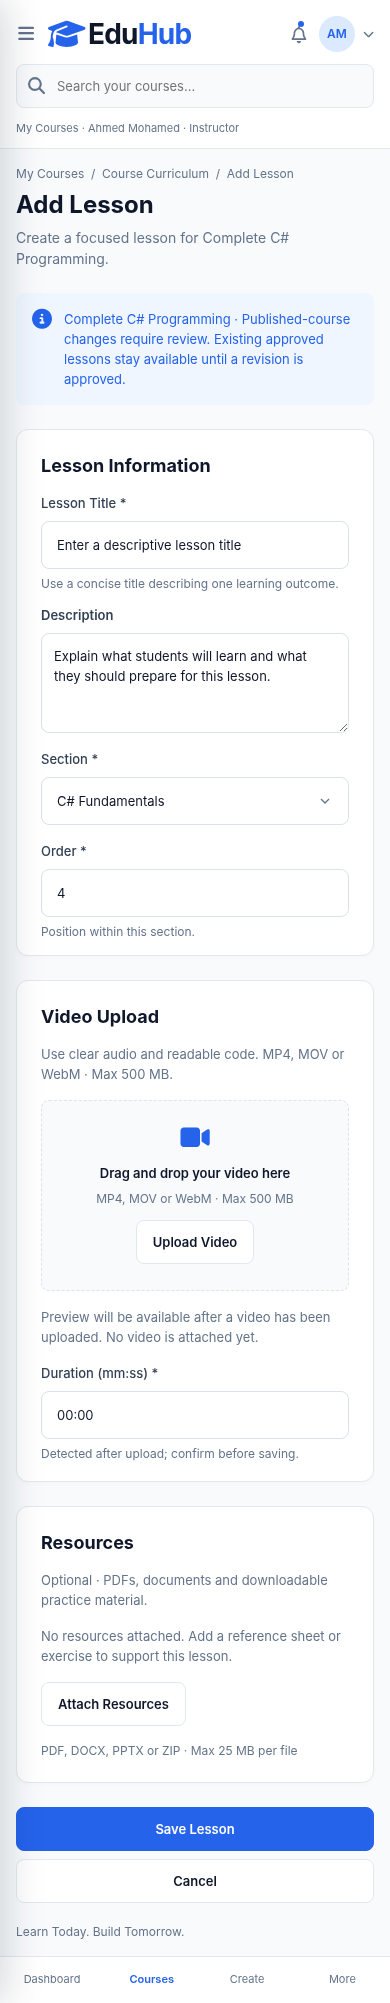 EduHub
AM
Search your courses...
My Courses · Ahmed Mohamed · Instructor
My Courses / Course Curriculum / Add Lesson
Add Lesson
Create a focused lesson for Complete C#
Programming.
Complete C# Programming · Published-course
changes require review. Existing approved
lessons stay available until a revision is
approved.
Lesson Information
Lesson Title *
Enter a descriptive lesson title
Use a concise title describing one learning outcome.
Description
Explain what students will learn and what
they should prepare for this lesson.
Section *
C# Fundamentals
Order *
4
Position within this section.
Video Upload
Use clear audio and readable code. MP4, MOV or
WebM · Max 500 MB.
Drag and drop your video here
MP4, MOV or WebM · Max 500 MB
Upload Video
Preview will be available after a video has been
uploaded. No video is attached yet.
Duration (mm:ss) *
00:00
Detected after upload; confirm before saving.
Resources
Optional · PDFs, documents and downloadable
practice material.
No resources attached. Add a reference sheet or
exercise to support this lesson.
Attach Resources
PDF, DOCX, PPTX or ZIP · Max 25 MB per file
Save Lesson
Cancel
Learn Today. Build Tomorrow.
Dashboard Courses Create More